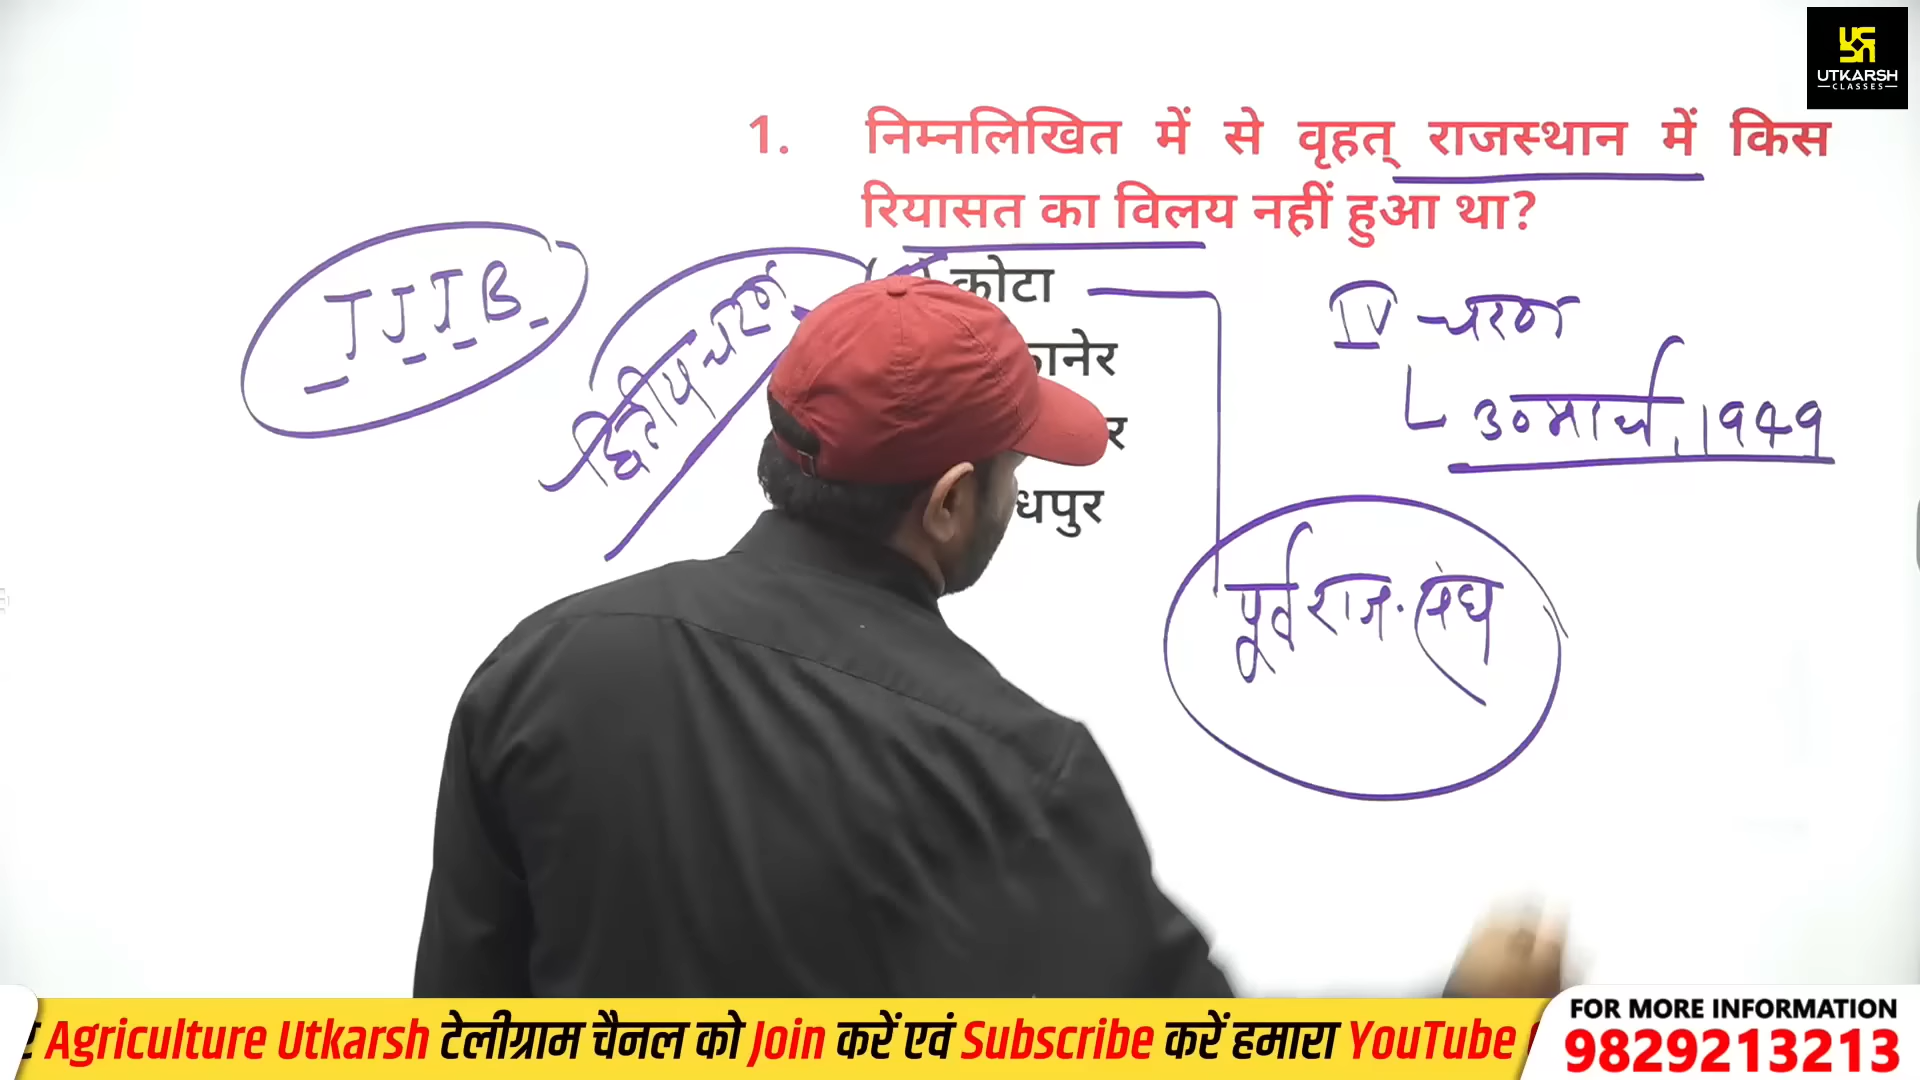 UTKARSH
CLASSES
1. निम्नलिखित में से वृहत् राजस्थान में किस
रियासत का विलय नहीं हुआ था?
कोटा
ानेर
र
धपुर
J J J B
द्वितीय चरण
IV चरण
30 मार्च, 1949
पूर्व राज. संघ
Agriculture Utkarsh टेलीग्राम चैनल को Join करें एवं Subscribe करें हमारा YouTube
FOR MORE INFORMATION
9829213213